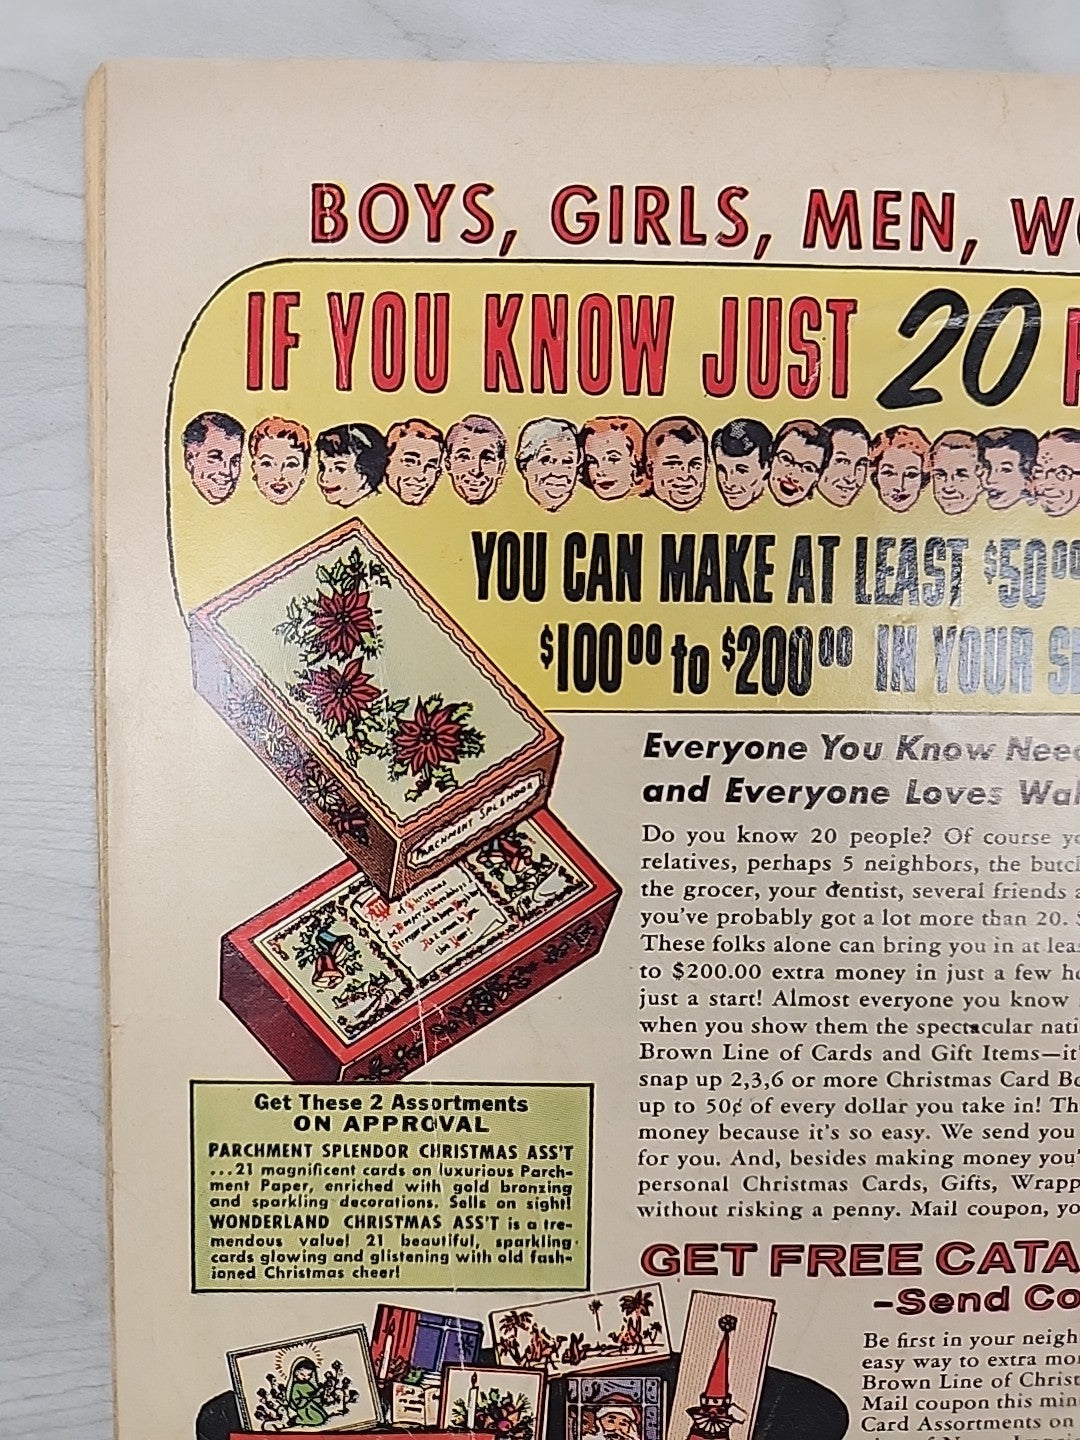 BOYS, GIRLS, MEN,
IF YOU KNOW JUST 20
YOU CAN MAKE AT LEAST $50 00
$100 00 to $200 00 IN YOUR
PARCHMENT SPLENDOR
Everyone You Know
and Everyone Loves
Do you know 20 people? Of course
relatives, perhaps 5 neighbors, the
the grocer, your dentist, several friends
you've probably got a lot more than 20.
These folks alone can bring you in at
to $200.00 extra money in just a few
just a start! Almost everyone you know
when you show them the spectacular
Brown Line of Cards and Gift Items—
snap up 2,3,6 or more Christmas Card
up to 50¢ of every dollar you take in!
money because it's so easy. We send you
for you. And, besides making money
personal Christmas Cards, Gifts,
without risking a penny. Mail coupon,
Get These 2 Assortments
ON APPROVAL
PARCHMENT SPLENDOR CHRISTMAS ASS'T
...21 magnificent cards on luxurious Parch-
ment Paper, enriched with gold bronzing
and sparkling decorations. Sells on sight!
WONDERLAND CHRISTMAS ASS'T is a tre-
mendous value! 21 beautiful, sparkling
cards glowing and glistening with old fash-
ioned Christmas cheer!
GET FREE
-Send
Be first in your
easy way to extra
Brown Line of
Mail coupon this
Card Assortments on